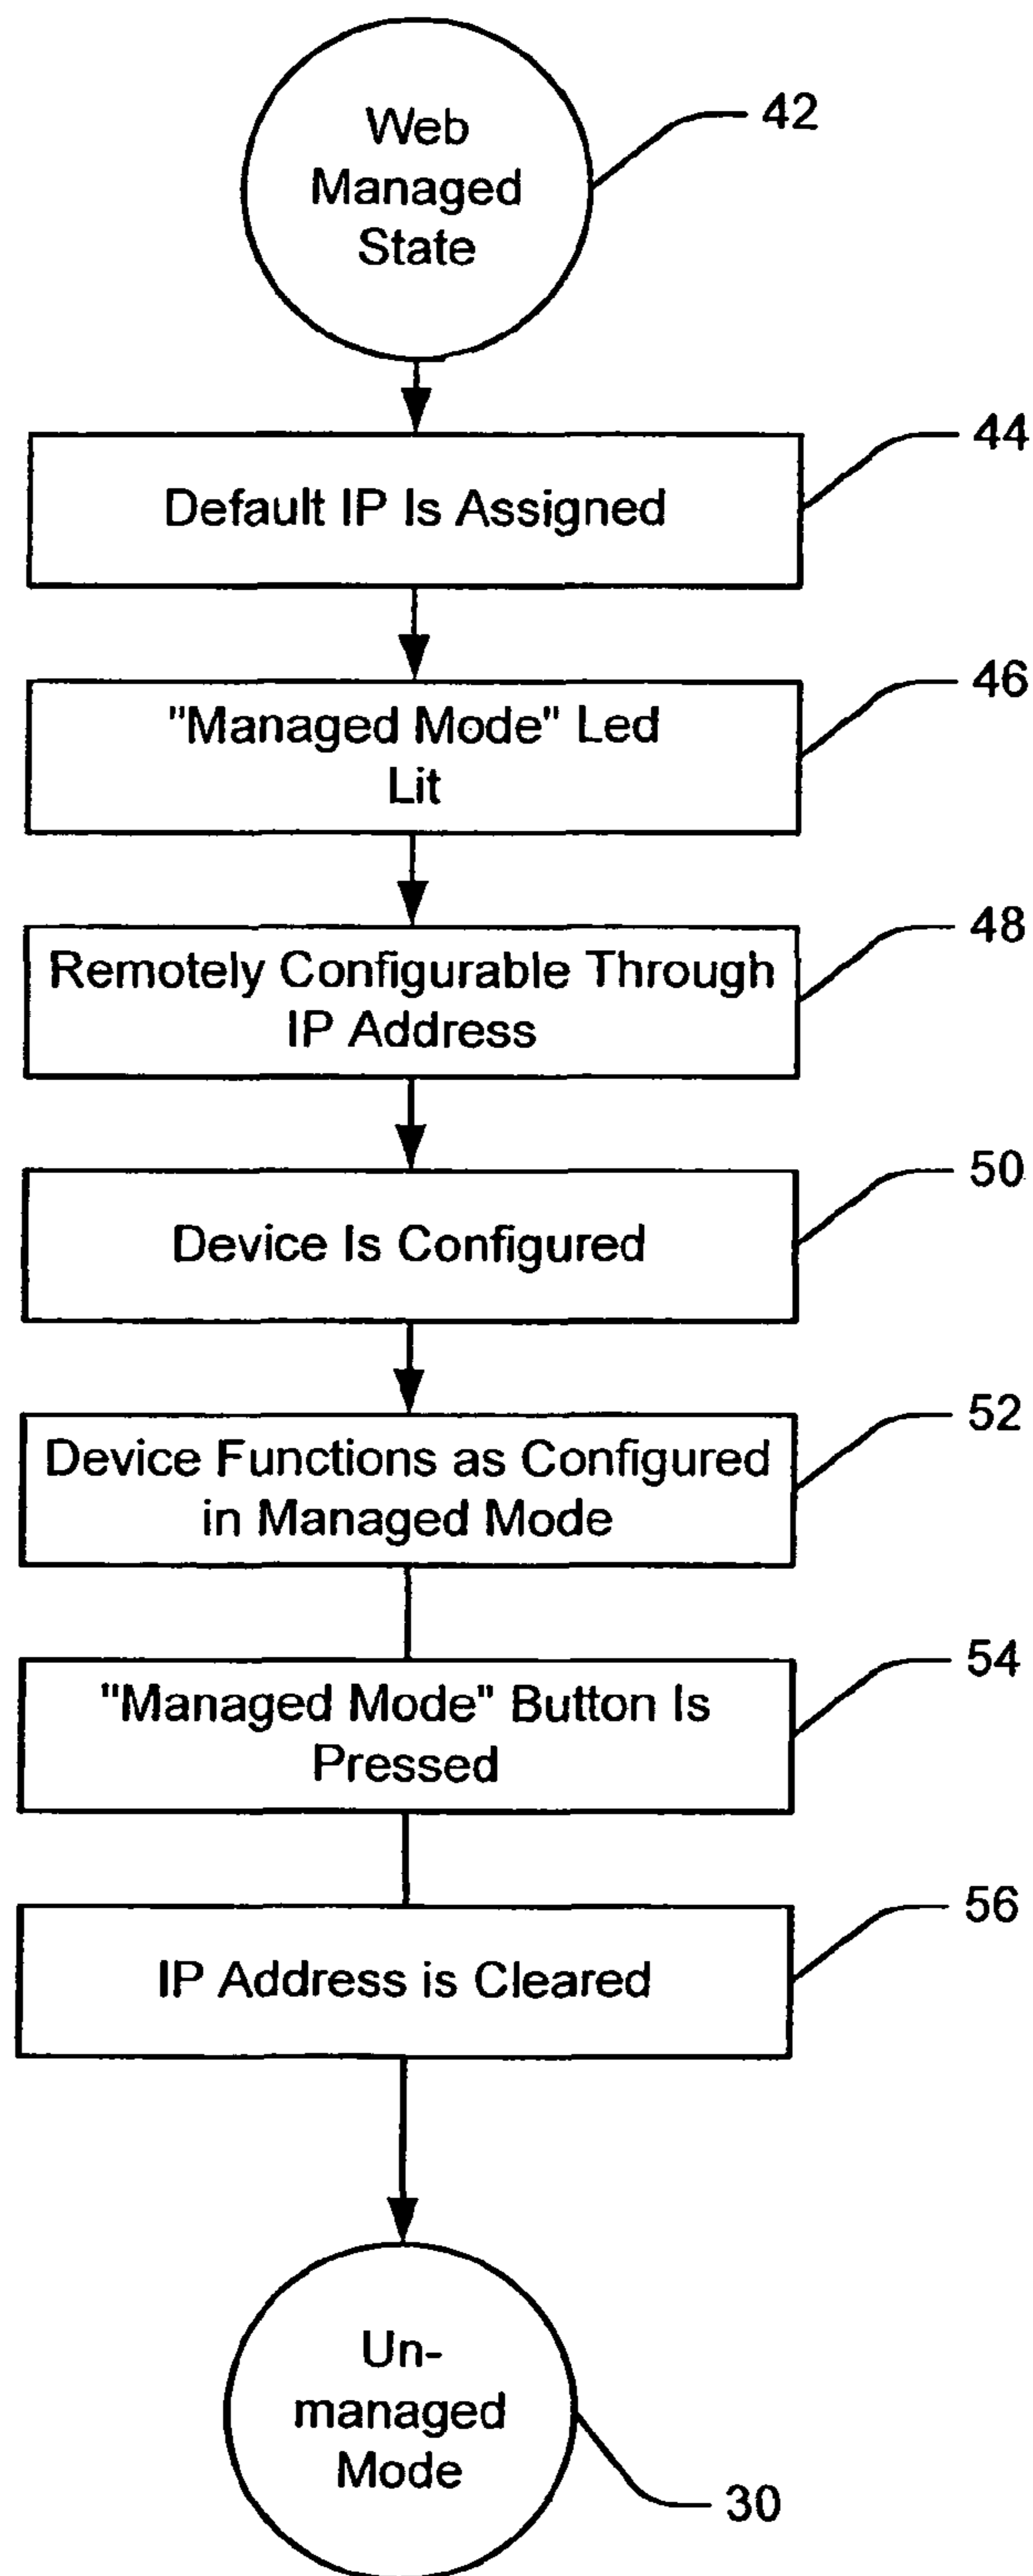 Web
Managed
State
42
Default IP Is Assigned
44
"Managed Mode" Led
Lit
46
Remotely Configurable Through
IP Address
48
Device Is Configured
50
Device Functions as Configured
in Managed Mode
52
"Managed Mode" Button Is
Pressed
54
IP Address is Cleared
56
Un-
managed
Mode
30